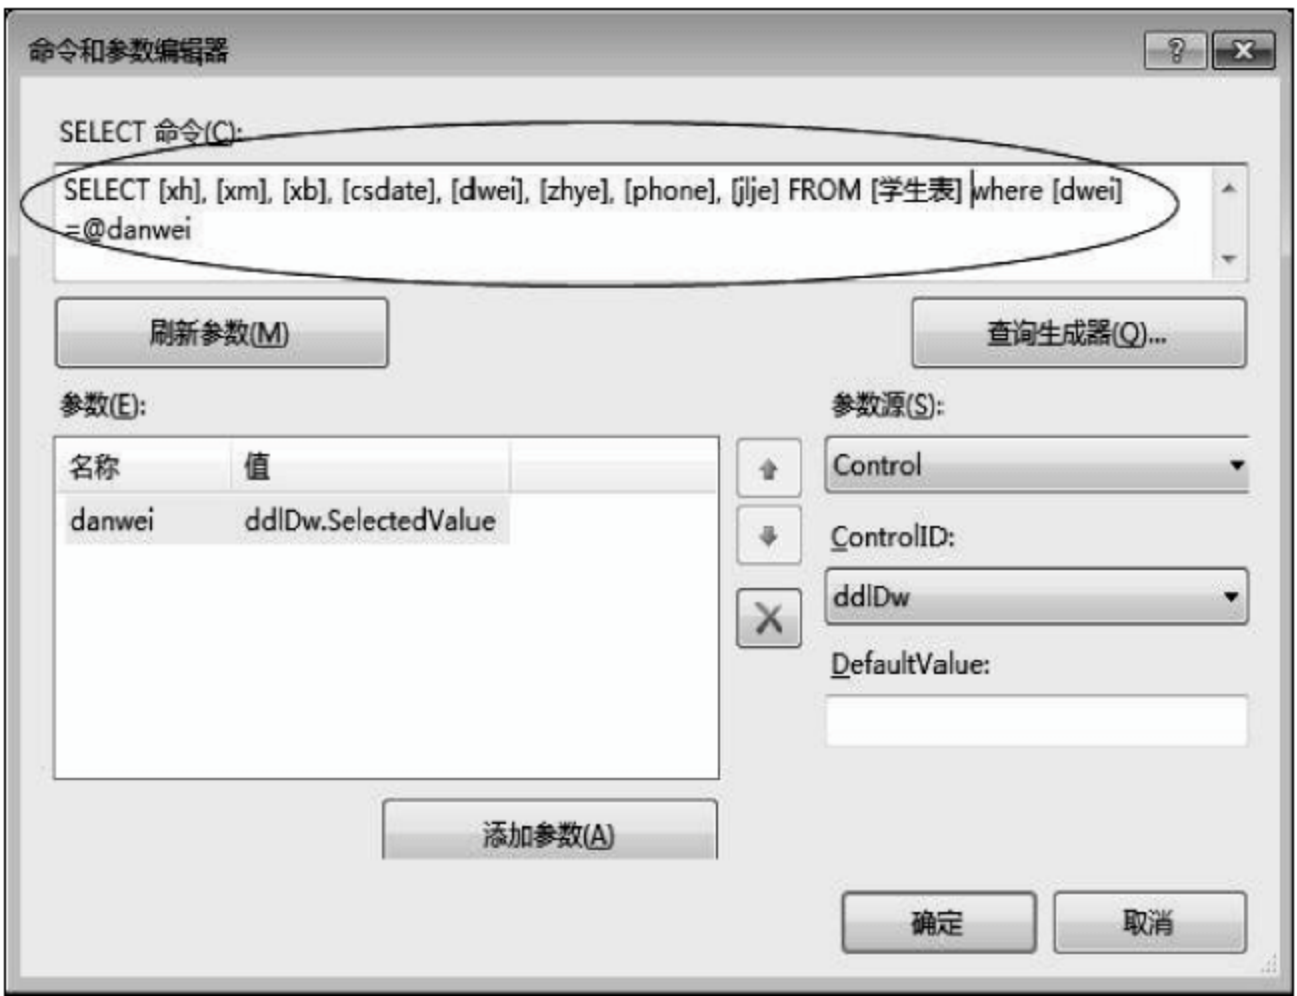 命令和参数编辑器
SELECT 命令(C):
SELECT [xh], [xm], [xb], [csdate], [dwei], [zhye], [phone], [jlje] FROM [学生表] where [dwei]
=@danwei
刷新参数(M)
查询生成器(Q)...
参数(E):
参数源(S):
名称 值
Control
danwei ddlDw.SelectedValue
ControlID:
ddlDw
DefaultValue:
添加参数(A)
确定 取消